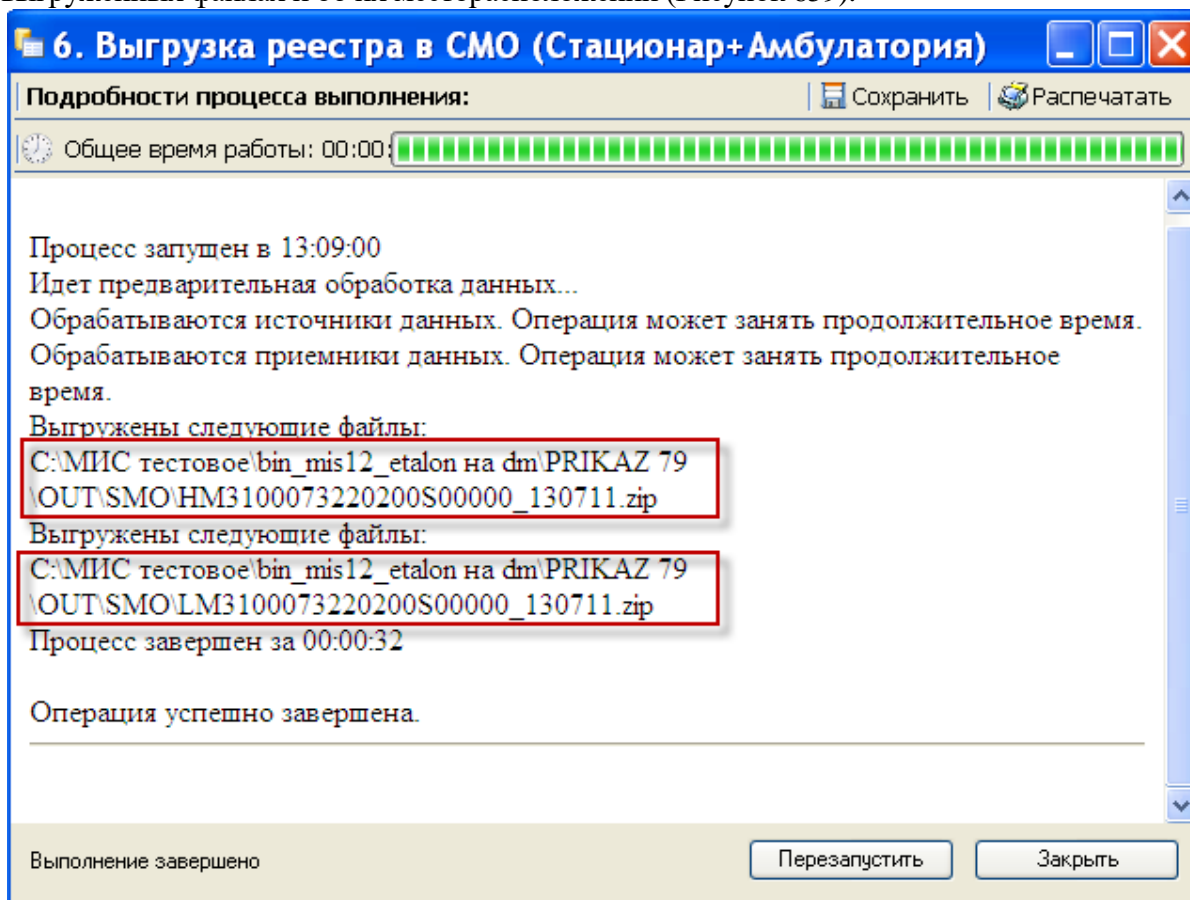 6. Выгрузка реестра в СМО (Стационар+Амбулатория)
Подробности процесса выполнения: Сохранить Распечатать
Общее время работы: 00:00:
Процесс запущен в 13:09:00
Идет предварительная обработка данных...
Обрабатываются источники данных. Операция может занять продолжительное время.
Обрабатываются приемники данных. Операция может занять продолжительное
время.
Выгружены следующие файлы:
C:\МИС тестовое\bin_mis12_etalon на dm\PRIKAZ 79
\OUT\SMO\HM3100073220200S00000_130711.zip
Выгружены следующие файлы:
C:\МИС тестовое\bin_mis12_etalon на dm\PRIKAZ 79
\OUT\SMO\LM3100073220200S00000_130711.zip
Процесс завершен за 00:00:32
Операция успешно завершена.
Выполнение завершено Перезапустить Закрыть